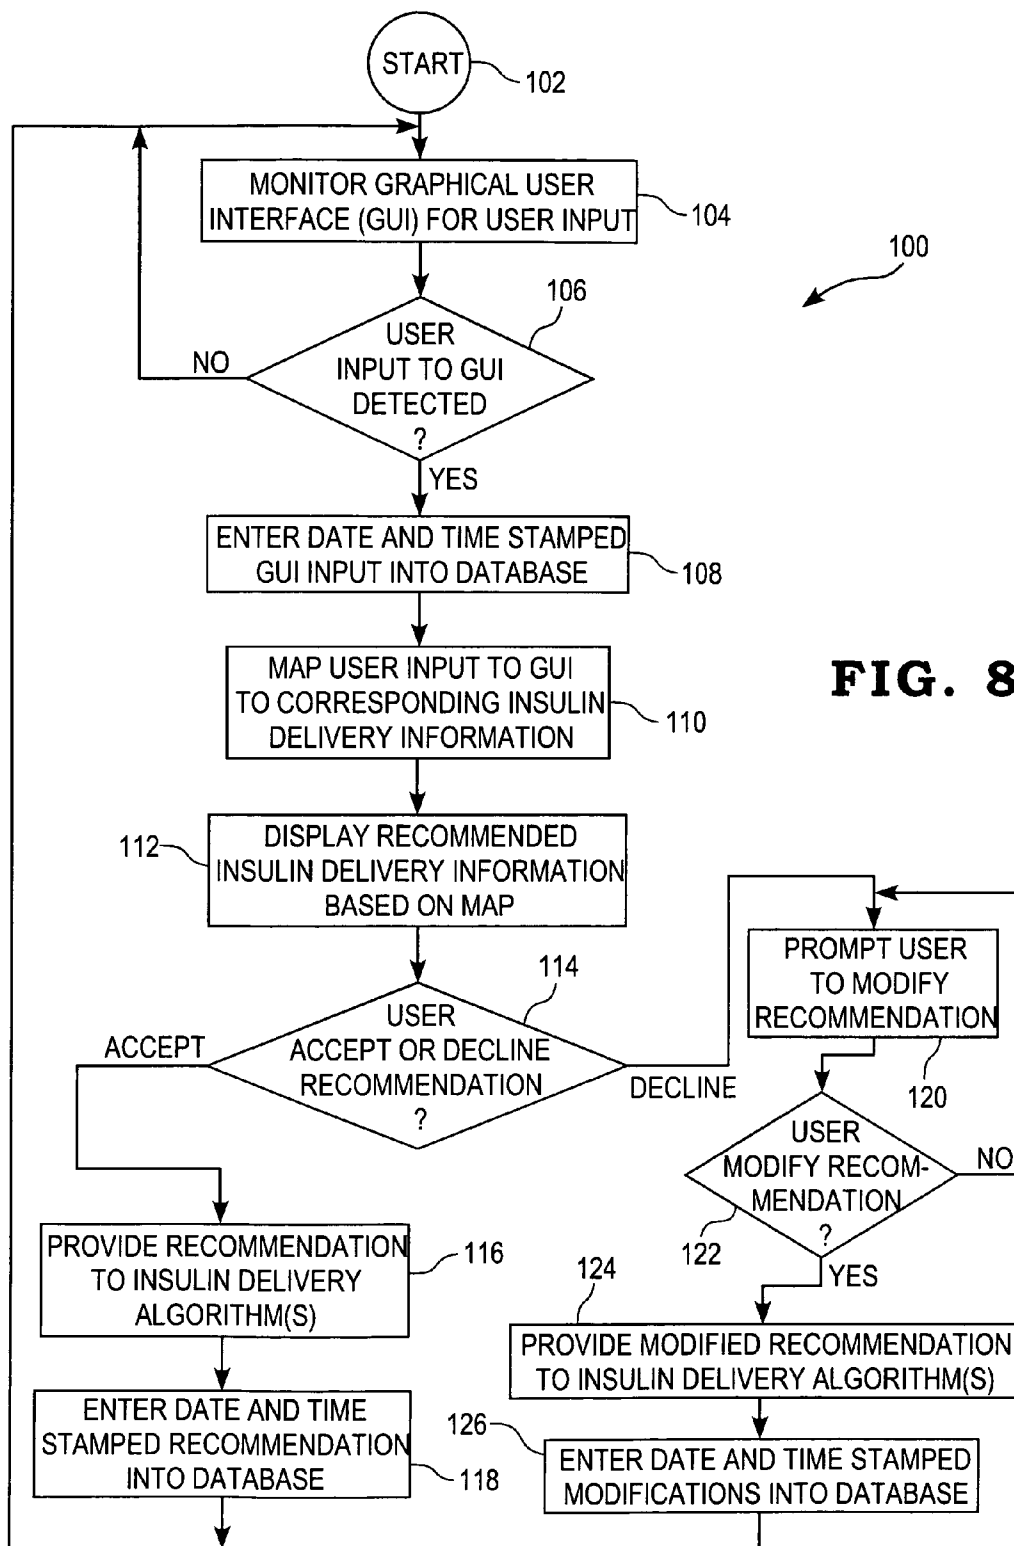 START
102
MONITOR GRAPHICAL USER
INTERFACE (GUI) FOR USER INPUT
104
100
106
USER
INPUT TO GUI
DETECTED
?
NO
YES
ENTER DATE AND TIME STAMPED
GUI INPUT INTO DATABASE
108
MAP USER INPUT TO GUI
TO CORRESPONDING INSULIN
DELIVERY INFORMATION
110
FIG. 8
112
DISPLAY RECOMMENDED
INSULIN DELIVERY INFORMATION
BASED ON MAP
114
USER
ACCEPT OR DECLINE
RECOMMENDATION
?
ACCEPT
DECLINE
PROMPT USER
TO MODIFY
RECOMMENDATION
120
USER
MODIFY RECOM-
MENDATION
?
NO
122
YES
PROVIDE RECOMMENDATION
TO INSULIN DELIVERY
ALGORITHM(S)
116
124
PROVIDE MODIFIED RECOMMENDATION
TO INSULIN DELIVERY ALGORITHM(S)
ENTER DATE AND TIME
STAMPED RECOMMENDATION
INTO DATABASE
118
126
ENTER DATE AND TIME STAMPED
MODIFICATIONS INTO DATABASE